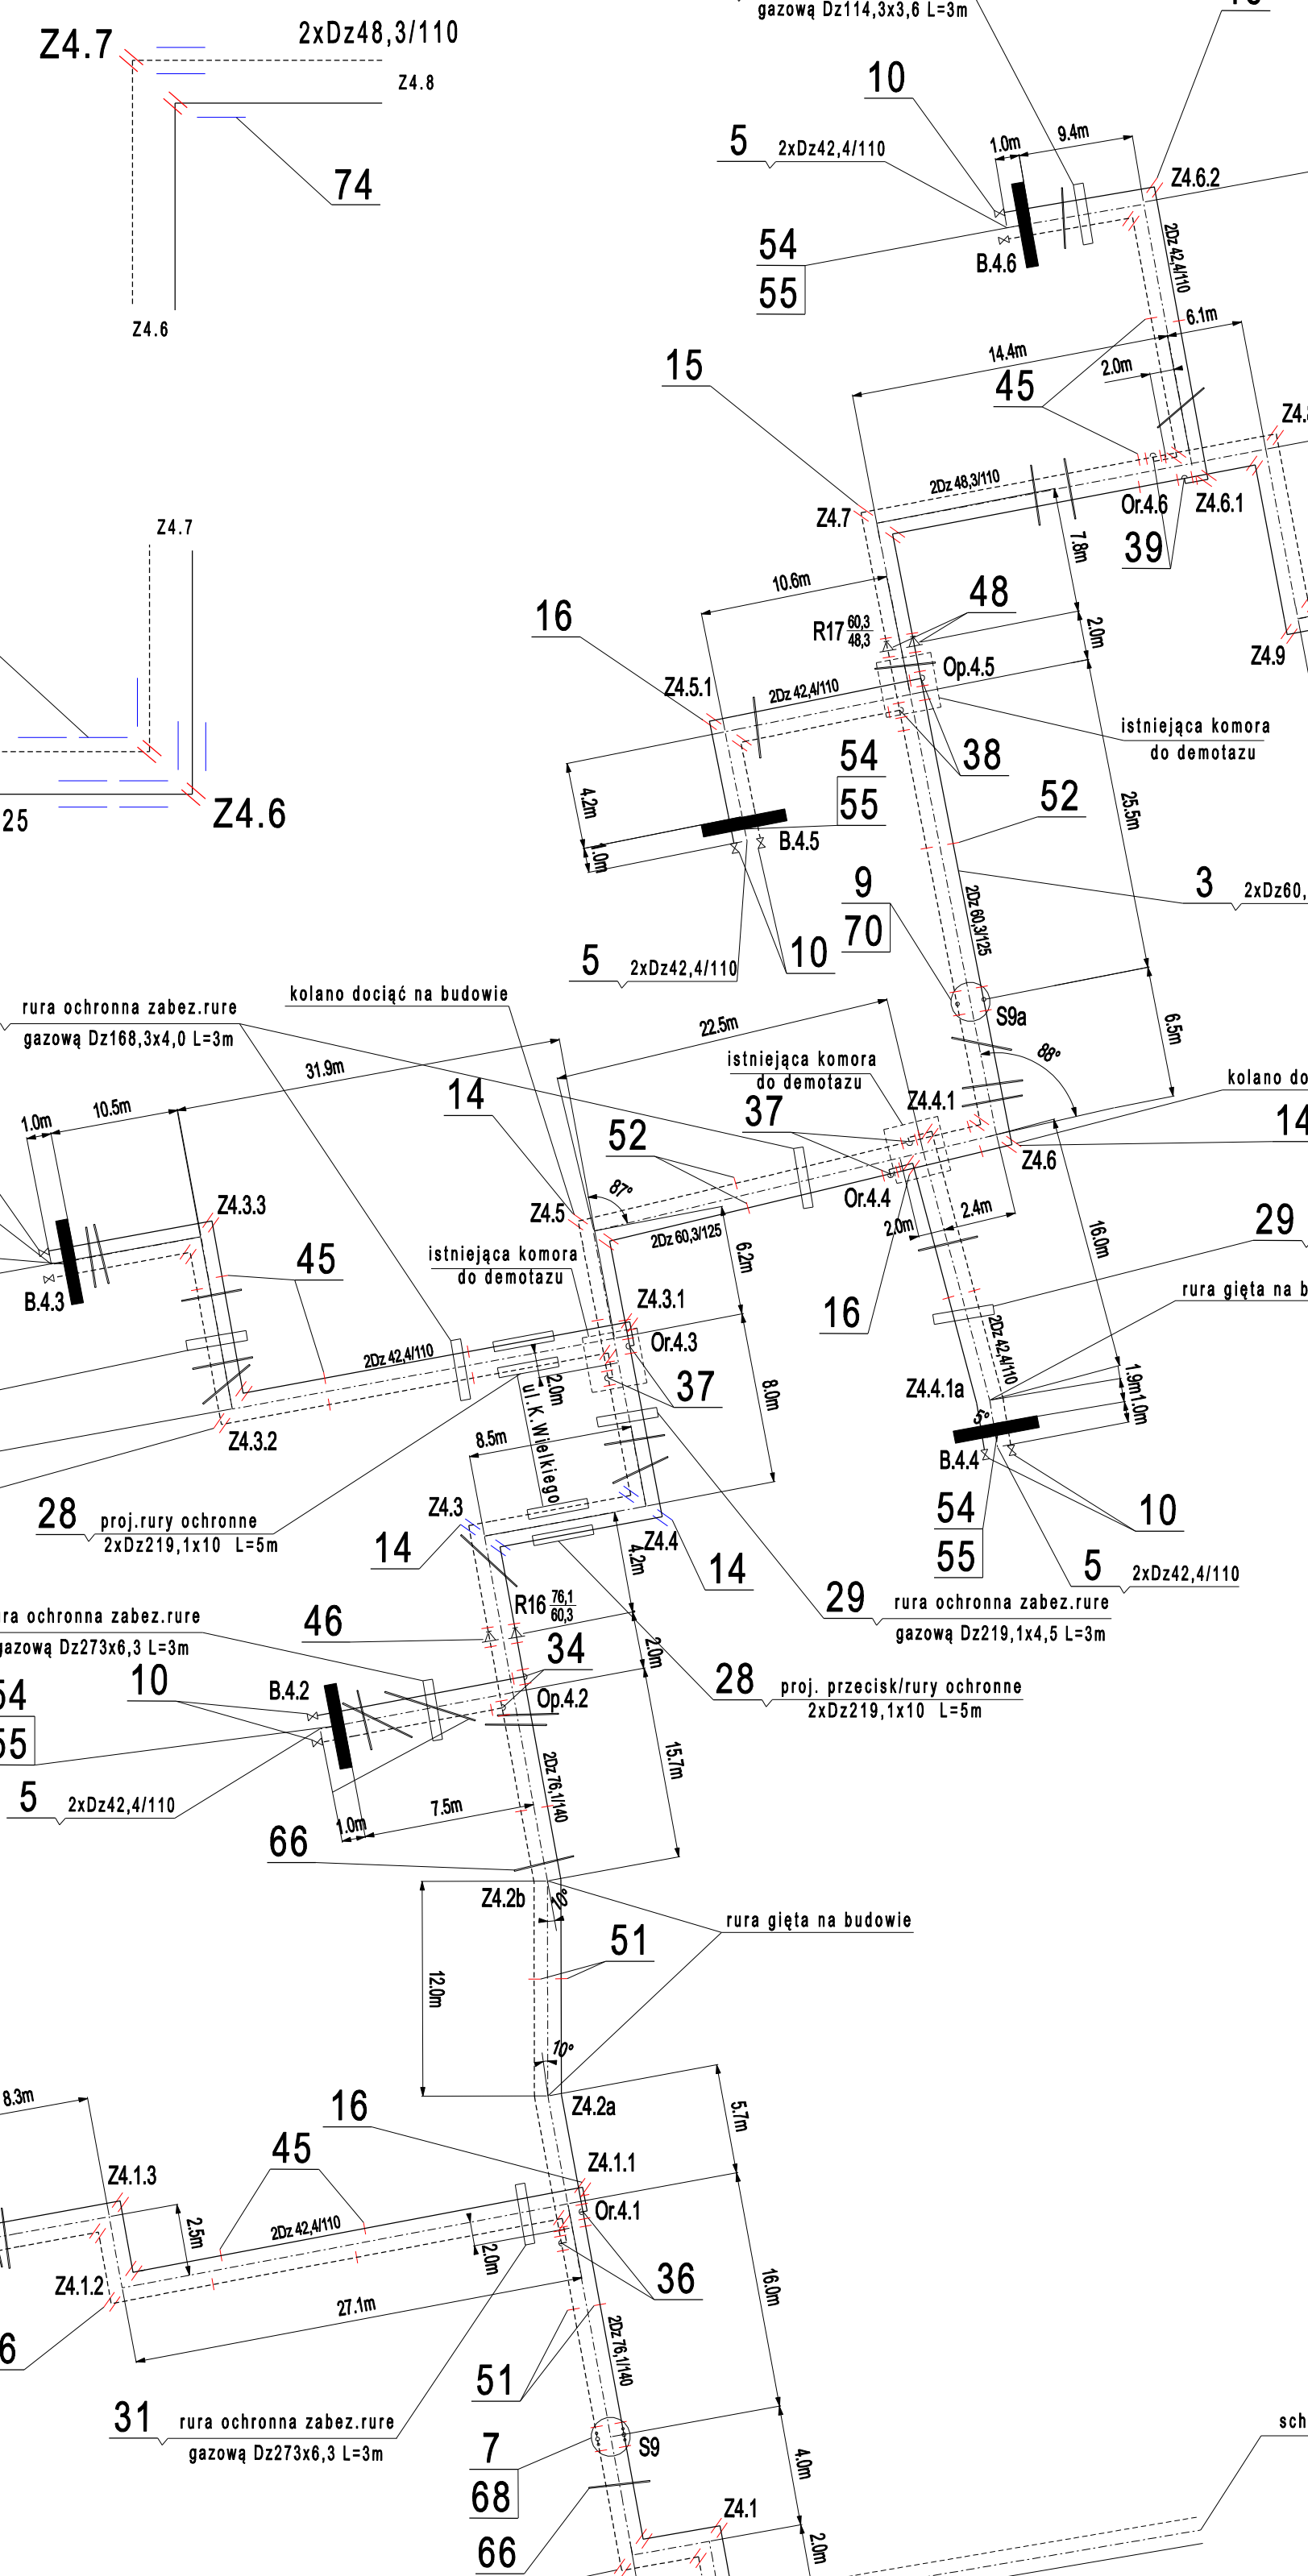 gazową Dz114,3x3,6 L=3m
Z4.7
2xDz48,3/110
Z4.8
74
Z4.6
10
5
2xDz42,4/110
1.0m
9.4m
Z4.6.2
54
55
B.4.6
2Dz 42,4/110
6.1m
14.4m
2.0m
15
45
Z4.7
2Dz 48,3/110
Or.4.6
Z4.6.1
39
7.8m
Z4.7
Z4.6
25
10.6m
16
48
R17 60,3
48,3
2.0m
Op.4.5
Z4.9
Z4.5.1
2Dz 42,4/110
istniejąca komora
do demotazu
38
54
55
52
4.2m
1.0m
B.4.5
25.5m
9
70
3
2xDz60,
2Dz 60,3/125
10
5
2xDz42,4/110
kolano dociąć na budowie
rura ochronna zabez.rure
gazową Dz168,3x4,0 L=3m
S9a
22.5m
6.5m
88°
31.9m
istniejąca komora
do demotazu
1.0m
10.5m
14
37
Z4.4.1
14
52
Z4.6
Z4.3.3
87°
Z4.5
Or.4.4
2.0m
2.4m
16.0m
29
2Dz 60,3/125
6.2m
istniejąca komora
do demotazu
45
B.4.3
Z4.3.1
16
rura gięta na b
Or.4.3
2Dz 42,4/110
2Dz 42,4/110
2.0m
37
8.0m
Z4.4.1a
1.9m
1.0m
5°
Z4.3.2
ul.K.Wielkiego
8.5m
B.4.4
54
55
10
28
proj.rury ochronne
2xDz219,1x10 L=5m
Z4.3
14
Z4.4
14
4.2m
5
2xDz42,4/110
29
rura ochronna zabez.rure
gazową Dz219,1x4,5 L=3m
R16 76,1
60,3
ura ochronna zabez.rure
gazową Dz273x6,3 L=3m
46
34
2.0m
28
proj. przecisk/rury ochronne
2xDz219,1x10 L=5m
54
55
10
B.4.2
Op.4.2
15.7m
5
2xDz42,4/110
2Dz 76,1/140
1.0m
7.5m
66
Z4.2b
10°
rura gięta na budowie
51
12.0m
10°
8.3m
16
Z4.2a
5.7m
45
Z4.1.3
Z4.1.1
Or.4.1
2.5m
2Dz 42,4/110
2.0m
Z4.1.2
36
16.0m
27.1m
6
2Dz 76,1/140
51
31
rura ochronna zabez.rure
gazową Dz273x6,3 L=3m
sch
7
68
S9
4.0m
Z4.1
66
2.0m